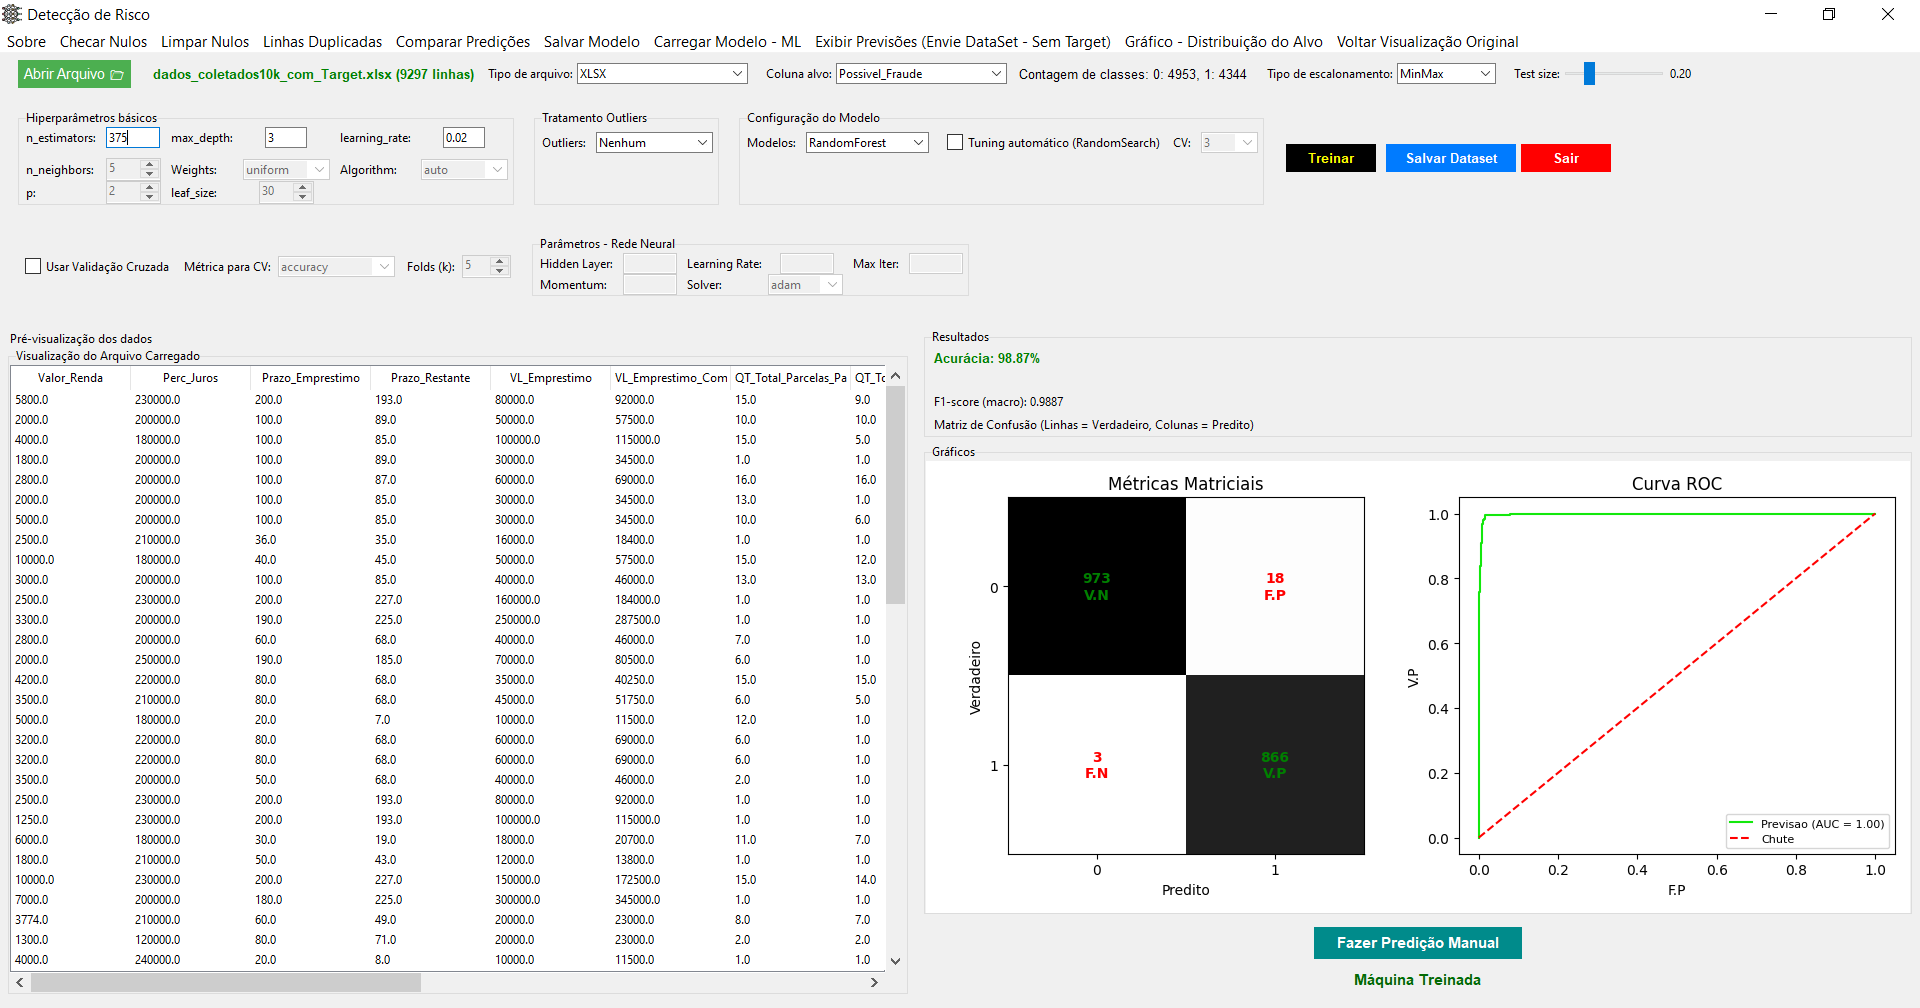 Detecção de Risco
Sobre Checar Nulos Limpar Nulos Linhas Duplicadas Comparar Predições Salvar Modelo Carregar Modelo - ML Exibir Previsões (Envie DataSet - Sem Target) Gráfico - Distribuição do Alvo Voltar Visualização Original
Abrir Arquivo dados_coletados10k_com_Target.xlsx (9297 linhas) Tipo de arquivo: XLSX Coluna alvo: Possivel_Fraude Contagem de classes: 0: 4953, 1: 4344 Tipo de escalonamento: MinMax Test size: 0.20
Hiperparâmetros básicos
n_estimators: 375 max_depth: 3 learning_rate: 0.02
n_neighbors: 5 Weights: uniform Algorithm: auto
p: 2 leaf_size: 30
Tratamento Outliers
Outliers: Nenhum
Configuração do Modelo
Modelos: RandomForest Tuning automático (RandomSearch) CV: 3
Treinar Salvar Dataset Sair
Usar Validação Cruzada Métrica para CV: accuracy Folds (k): 5
Parâmetros - Rede Neural
Hidden Layer: Learning Rate: Max Iter:
Momentum: Solver: adam
Pré-visualização dos dados
Visualização do Arquivo Carregado
Valor_Renda Perc_Juros Prazo_Emprestimo Prazo_Restante VL_Emprestimo VL_Emprestimo_Com QT_Total_Parcelas_Pa QT_Tc
5800.0 230000.0 200.0 193.0 80000.0 92000.0 15.0 9.0
2000.0 200000.0 100.0 89.0 50000.0 57500.0 10.0 10.0
4000.0 180000.0 100.0 85.0 100000.0 115000.0 15.0 5.0
1800.0 200000.0 100.0 89.0 30000.0 34500.0 1.0 1.0
2800.0 200000.0 100.0 87.0 60000.0 69000.0 16.0 16.0
2000.0 200000.0 100.0 85.0 30000.0 34500.0 13.0 1.0
5000.0 200000.0 100.0 85.0 30000.0 34500.0 10.0 6.0
2500.0 210000.0 36.0 35.0 16000.0 18400.0 1.0 1.0
10000.0 180000.0 40.0 45.0 50000.0 57500.0 15.0 12.0
3000.0 200000.0 100.0 85.0 40000.0 46000.0 13.0 13.0
2500.0 230000.0 200.0 227.0 160000.0 184000.0 1.0 1.0
3300.0 200000.0 190.0 225.0 250000.0 287500.0 1.0 1.0
2800.0 200000.0 60.0 68.0 40000.0 46000.0 7.0 1.0
2000.0 250000.0 190.0 185.0 70000.0 80500.0 6.0 1.0
4200.0 220000.0 80.0 68.0 35000.0 40250.0 15.0 15.0
3500.0 210000.0 80.0 68.0 45000.0 51750.0 6.0 5.0
5000.0 180000.0 20.0 7.0 10000.0 11500.0 12.0 1.0
3200.0 220000.0 80.0 68.0 60000.0 69000.0 6.0 1.0
3200.0 220000.0 80.0 68.0 60000.0 69000.0 6.0 1.0
3500.0 200000.0 50.0 68.0 40000.0 46000.0 2.0 1.0
2500.0 230000.0 200.0 193.0 80000.0 92000.0 1.0 1.0
1250.0 230000.0 200.0 193.0 100000.0 115000.0 1.0 1.0
6000.0 180000.0 30.0 19.0 18000.0 20700.0 11.0 7.0
1800.0 210000.0 50.0 43.0 12000.0 13800.0 1.0 1.0
10000.0 230000.0 200.0 227.0 150000.0 172500.0 15.0 14.0
7000.0 200000.0 180.0 225.0 300000.0 345000.0 1.0 1.0
3774.0 210000.0 60.0 49.0 20000.0 23000.0 8.0 7.0
1300.0 120000.0 80.0 71.0 20000.0 23000.0 2.0 2.0
4000.0 240000.0 20.0 8.0 10000.0 11500.0 1.0 1.0
Resultados
Acurácia: 98.87%
F1-score (macro): 0.9887
Matriz de Confusão (Linhas = Verdadeiro, Colunas = Predito)
Gráficos
Métricas Matriciais
973
V.N
18
F.P
3
F.N
866
V.P
0
1
Verdadeiro
0 1
Predito
Curva ROC
1.0
0.8
0.6
0.4
0.2
0.0
V.P
Previsao (AUC = 1.00)
Chute
0.0 0.2 0.4 0.6 0.8 1.0
F.P
Fazer Predição Manual
Máquina Treinada